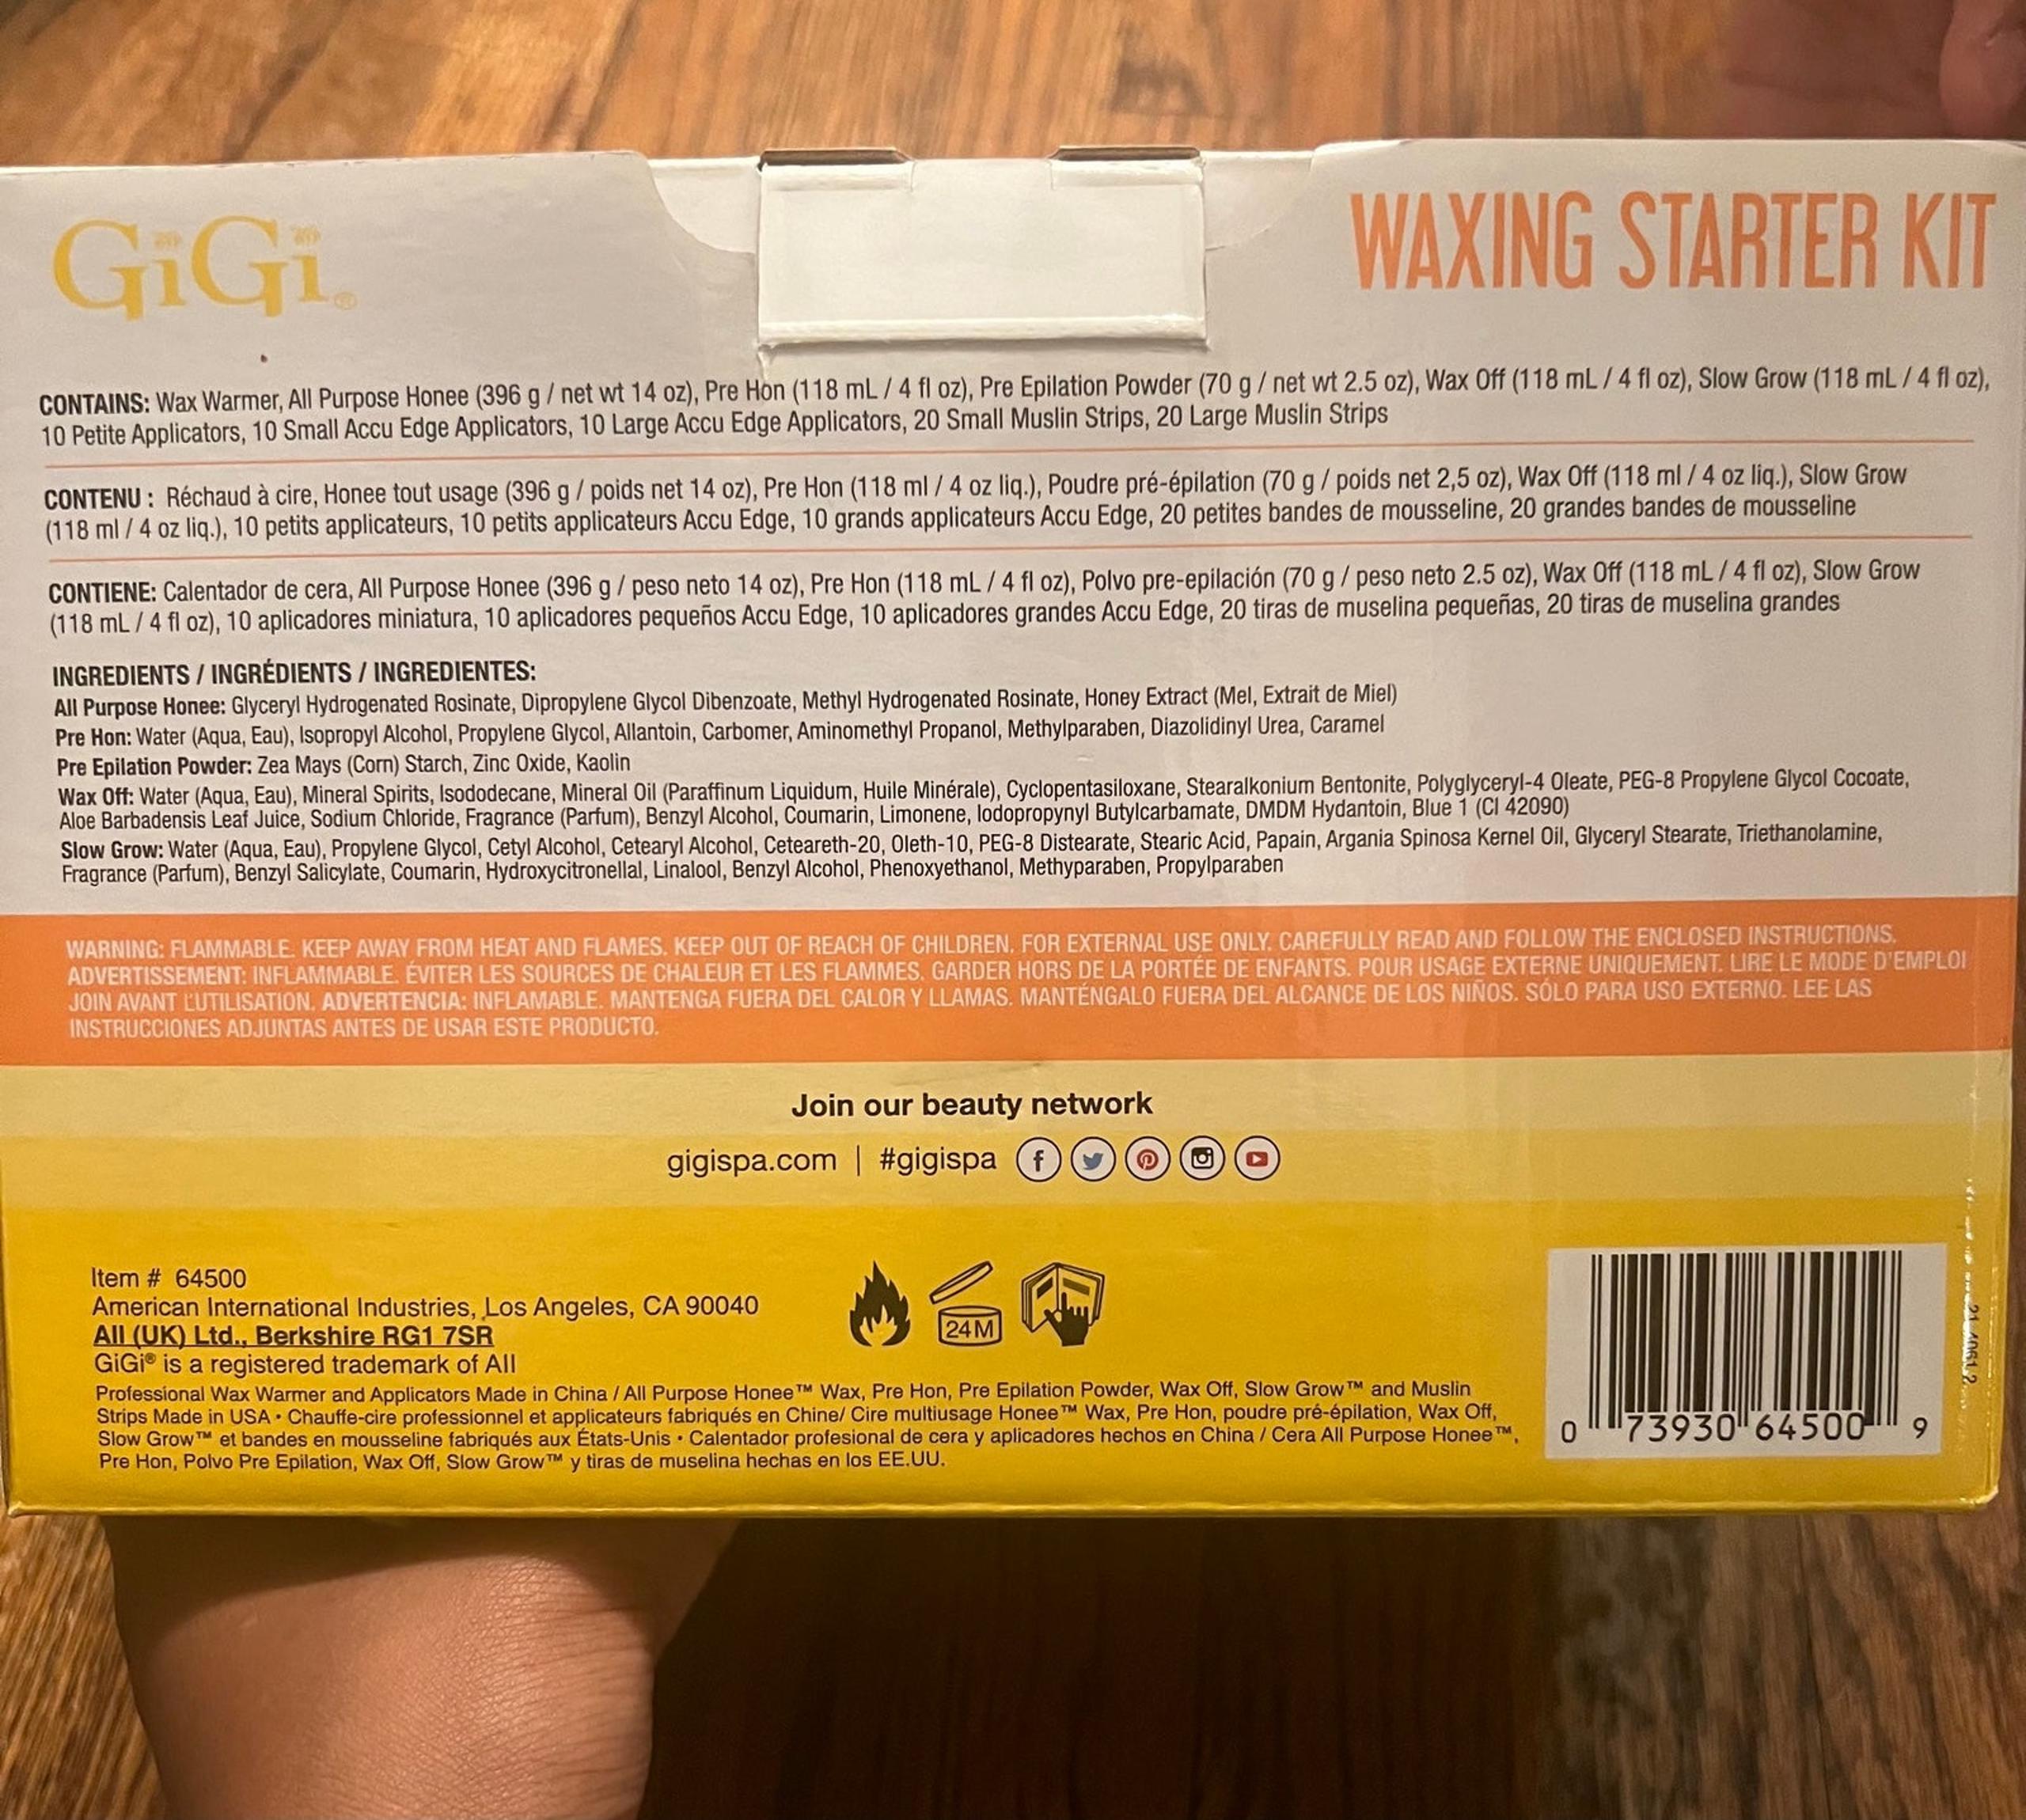 GiGi®
WAXING STARTER KIT
CONTAINS: Wax Warmer, All Purpose Honee (396 g / net wt 14 oz), Pre Hon (118 mL / 4 fl oz), Pre Epilation Powder (70 g / net wt 2.5 oz), Wax Off (118 mL / 4 fl oz), Slow Grow (118 mL / 4 fl oz),
10 Petite Applicators, 10 Small Accu Edge Applicators, 10 Large Accu Edge Applicators, 20 Small Muslin Strips, 20 Large Muslin Strips
CONTENU : Réchaud à cire, Honee tout usage (396 g / poids net 14 oz), Pre Hon (118 ml / 4 oz liq.), Poudre pré-épilation (70 g / poids net 2,5 oz), Wax Off (118 ml / 4 oz liq.), Slow Grow
(118 ml / 4 oz liq.), 10 petits applicateurs, 10 petits applicateurs Accu Edge, 10 grands applicateurs Accu Edge, 20 petites bandes de mousseline, 20 grandes bandes de mousseline
CONTIENE: Calentador de cera, All Purpose Honee (396 g / peso neto 14 oz), Pre Hon (118 mL / 4 fl oz), Polvo pre-epilación (70 g / peso neto 2.5 oz), Wax Off (118 mL / 4 fl oz), Slow Grow
(118 mL / 4 fl oz), 10 aplicadores miniatura, 10 aplicadores pequeños Accu Edge, 10 aplicadores grandes Accu Edge, 20 tiras de muselina pequeñas, 20 tiras de muselina grandes
INGREDIENTS / INGRÉDIENTS / INGREDIENTES:
All Purpose Honee: Glyceryl Hydrogenated Rosinate, Dipropylene Glycol Dibenzoate, Methyl Hydrogenated Rosinate, Honey Extract (Mel, Extrait de Miel)
Pre Hon: Water (Aqua, Eau), Isopropyl Alcohol, Propylene Glycol, Allantoin, Carbomer, Aminomethyl Propanol, Methylparaben, Diazolidinyl Urea, Caramel
Pre Epilation Powder: Zea Mays (Corn) Starch, Zinc Oxide, Kaolin
Wax Off: Water (Aqua, Eau), Mineral Spirits, Isododecane, Mineral Oil (Paraffinum Liquidum, Huile Minérale), Cyclopentasiloxane, Stearalkonium Bentonite, Polyglyceryl-4 Oleate, PEG-8 Propylene Glycol Cocoate,
Aloe Barbadensis Leaf Juice, Sodium Chloride, Fragrance (Parfum), Benzyl Alcohol, Coumarin, Limonene, Iodopropynyl Butylcarbamate, DMDM Hydantoin, Blue 1 (CI 42090)
Slow Grow: Water (Aqua, Eau), Propylene Glycol, Cetyl Alcohol, Cetearyl Alcohol, Ceteareth-20, Oleth-10, PEG-8 Distearate, Stearic Acid, Papain, Argania Spinosa Kernel Oil, Glyceryl Stearate, Triethanolamine,
Fragrance (Parfum), Benzyl Salicylate, Coumarin, Hydroxycitronellal, Linalool, Benzyl Alcohol, Phenoxyethanol, Methyparaben, Propylparaben
WARNING: FLAMMABLE. KEEP AWAY FROM HEAT AND FLAMES. KEEP OUT OF REACH OF CHILDREN. FOR EXTERNAL USE ONLY. CAREFULLY READ AND FOLLOW THE ENCLOSED INSTRUCTIONS.
ADVERTISSEMENT: INFLAMMABLE. ÉVITER LES SOURCES DE CHALEUR ET LES FLAMMES. GARDER HORS DE LA PORTÉE DE ENFANTS. POUR USAGE EXTERNE UNIQUEMENT. LIRE LE MODE D'EMPLOI
JOIN AVANT L'UTILISATION. ADVERTENCIA: INFLAMABLE. MANTENGA FUERA DEL CALOR Y LLAMAS. MANTÉNGALO FUERA DEL ALCANCE DE LOS NIÑOS. SÓLO PARA USO EXTERNO. LEE LAS
INSTRUCCIONES ADJUNTAS ANTES DE USAR ESTE PRODUCTO.
Join our beauty network
gigispa.com | #gigispa
Item # 64500
American International Industries, Los Angeles, CA 90040
AII (UK) Ltd., Berkshire RG1 7SR
GiGi® is a registered trademark of AII
24M
Professional Wax Warmer and Applicators Made in China / All Purpose Honee™ Wax, Pre Hon, Pre Epilation Powder, Wax Off, Slow Grow™ and Muslin
Strips Made in USA • Chauffe-cire professionnel et applicateurs fabriqués en Chine/ Cire multiusage Honee™ Wax, Pre Hon, poudre pré-épilation, Wax Off,
Slow Grow™ et bandes en mousseline fabriqués aux États-Unis • Calentador profesional de cera y aplicadores hechos en China / Cera All Purpose Honee™,
Pre Hon, Polvo Pre Epilation, Wax Off, Slow Grow™ y tiras de muselina hechas en los EE.UU.
0 73930 64500 9